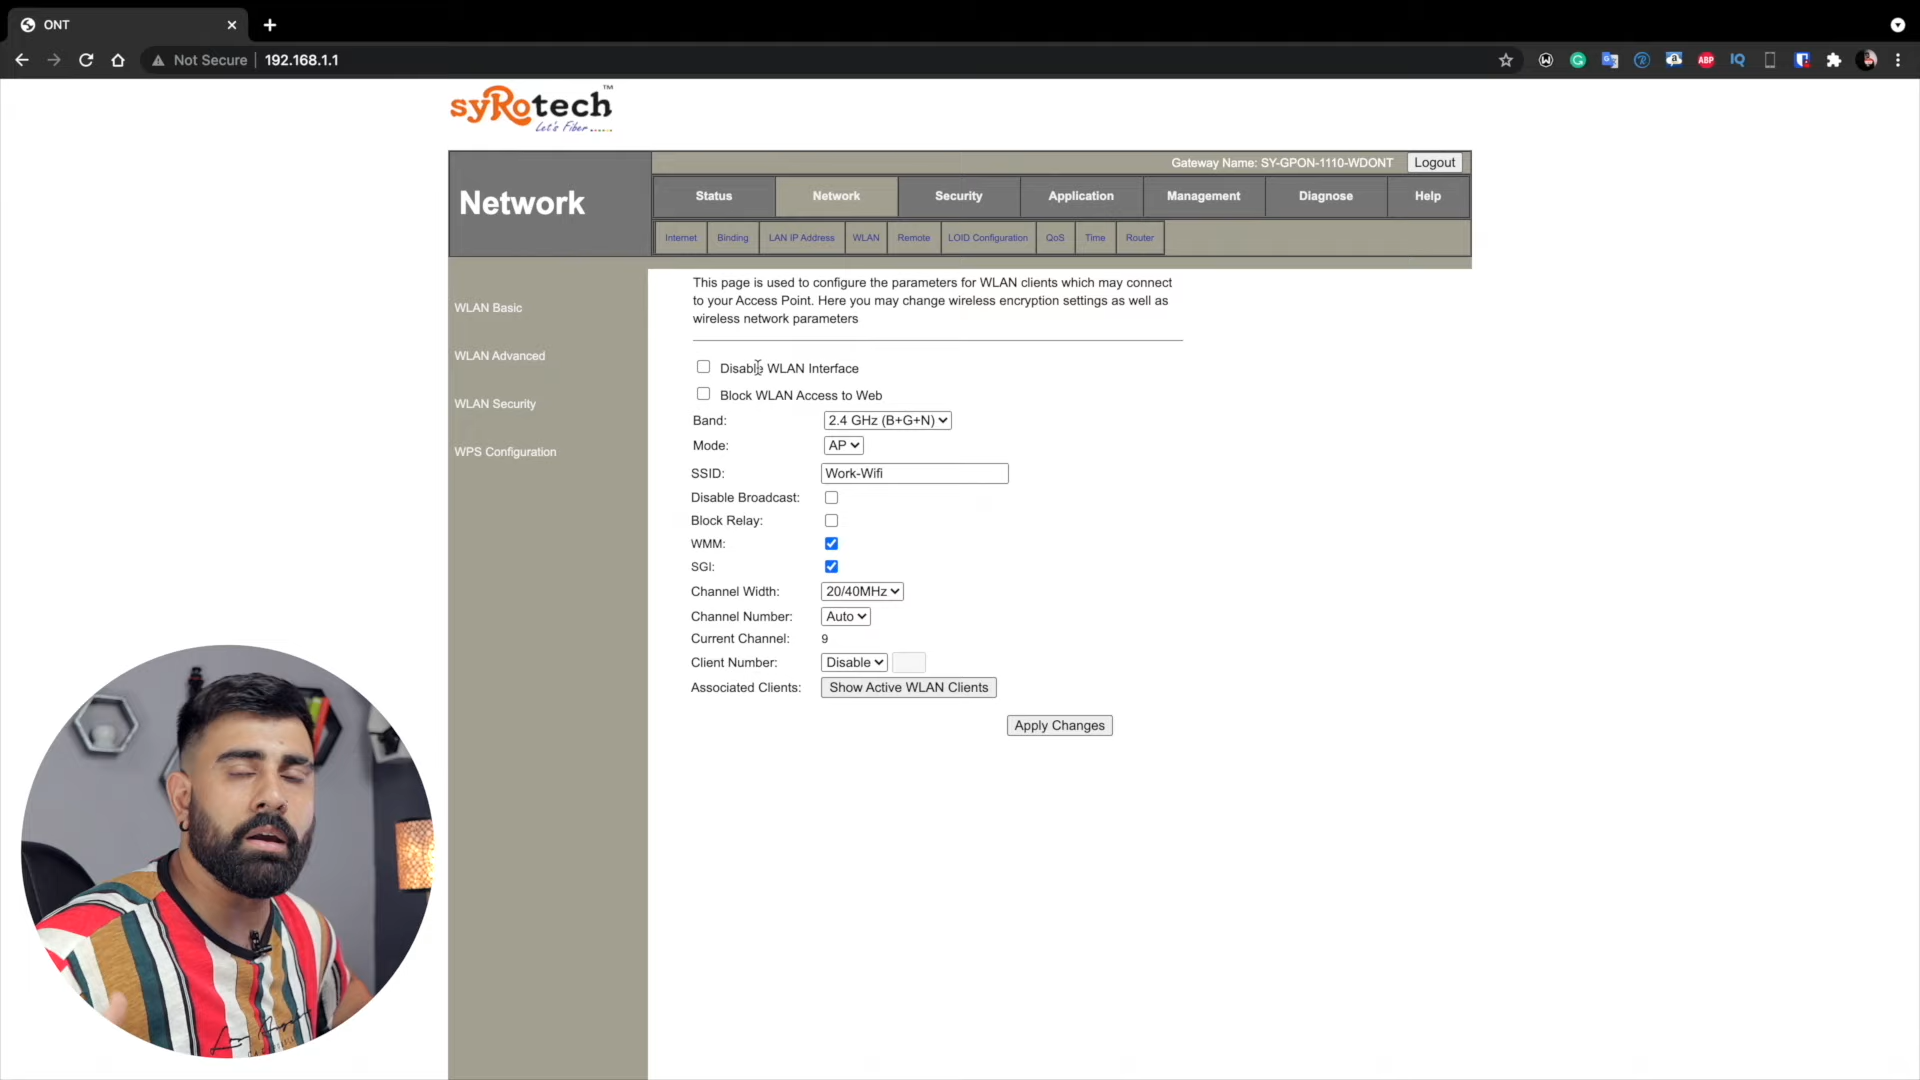 ONT
Not Secure 192.168.1.1
ABP
IQ
syRotech™
Let's Fiber ......
Gateway Name: SY-GPON-1110-WDONT Logout
Network
Status Network Security Application Management Diagnose Help
Internet Binding LAN IP Address WLAN Remote LOID Configuration QoS Time Router
WLAN Basic
WLAN Advanced
WLAN Security
WPS Configuration
This page is used to configure the parameters for WLAN clients which may connect
to your Access Point. Here you may change wireless encryption settings as well as
wireless network parameters
Disable WLAN Interface
Block WLAN Access to Web
Band: 2.4 GHz (B+G+N)
Mode: AP
SSID: Work-Wifi
Disable Broadcast:
Block Relay:
WMM:
SGI:
Channel Width: 20/40MHz
Channel Number: Auto
Current Channel: 9
Client Number: Disable
Associated Clients: Show Active WLAN Clients
Apply Changes